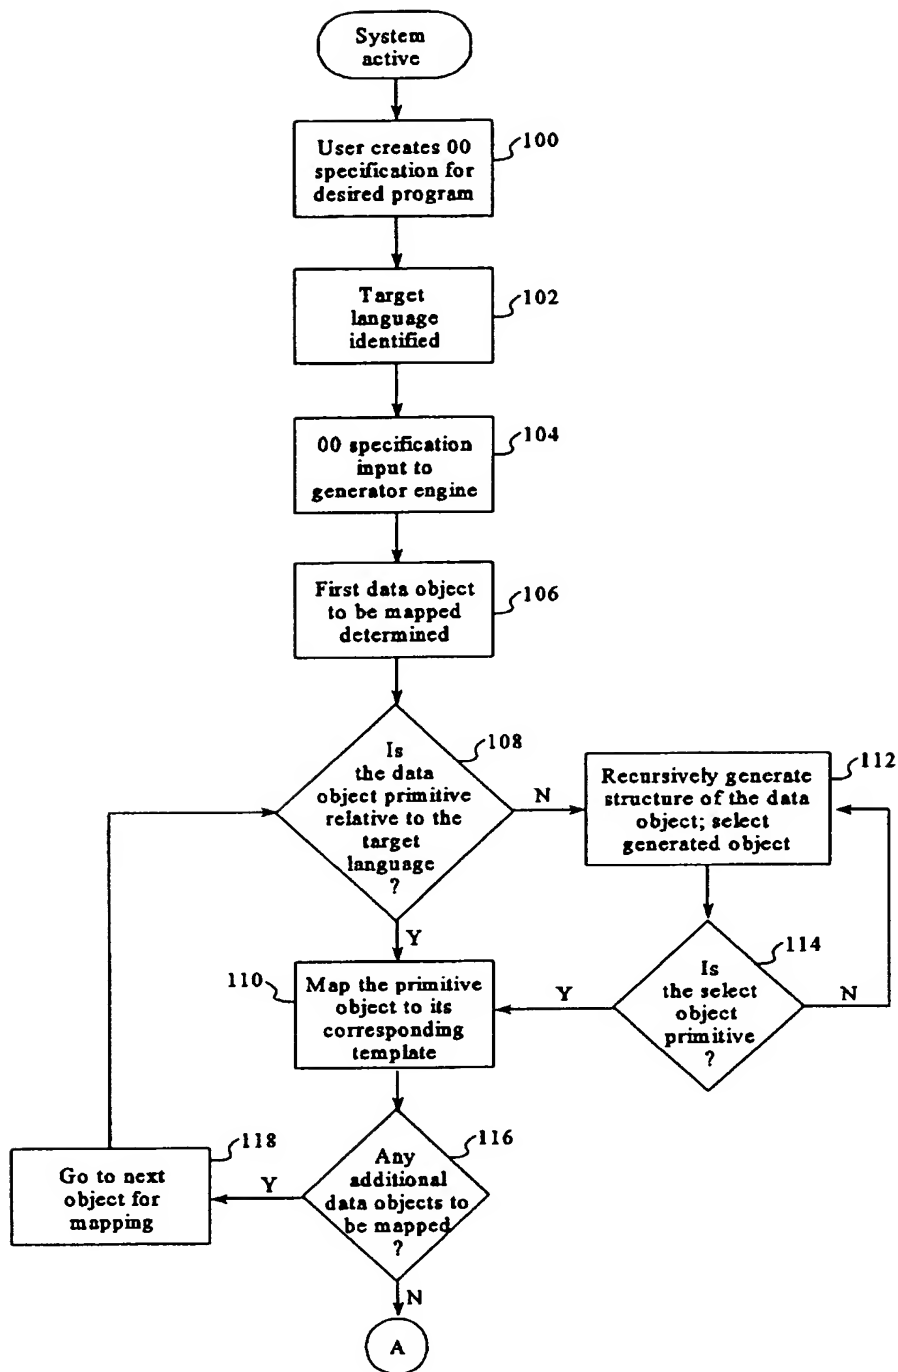 System
active
User creates 00
specification for
desired program
100
Target
language
identified
102
00 specification
input to
generator engine
104
First data object
to be mapped
determined
106
Is
the data
object primitive
relative to the
target
language
?
108
N
Recursively generate
structure of the data
object; select
generated object
112
Y
110
Map the primitive
object to its
corresponding
template
Y
Is
the select
object
primitive
?
114
N
118
Go to next
object for
mapping
Y
Any
additional
data objects to
be mapped
?
116
N
A